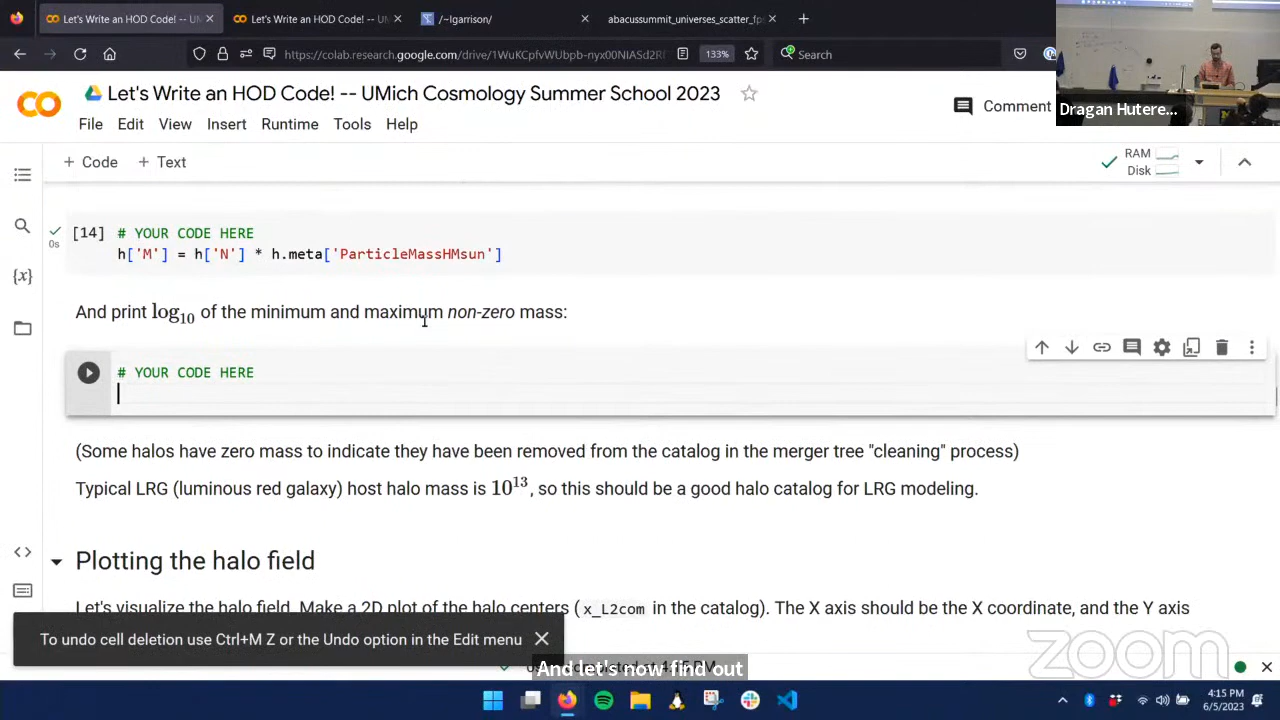 Let's Write an HOD Code! -- UM
Let's Write an HOD Code! -- UM
/~lgarri
abacussummit_universes_scatter_fp
google.com
133%
Search
Let's Write an HOD Code! -- UMich Cosmology Summer School 2023
Comment
Dragan Hutere...
File Edit View Insert Runtime Tools Help
+ Code + Text
RAM
Disk
[14] # YOUR CODE HERE
0s
h['M'] = h['N'] * h.meta['ParticleMassHMsun']
And print log10 of the minimum and maximum non-zero mass:
# YOUR CODE HERE
(Some halos have zero mass to indicate they have been removed from the catalog in the merger tree "cleaning" process)
Typical LRG (luminous red galaxy) host halo mass is 10^13, so this should be a good halo catalog for LRG modeling.
Plotting the halo field
Let's visualize the halo field. Make a 2D plot of the halo centers ( x_L2com in the catalog). The X axis should be the X coordinate, and the Y axis
To undo cell deletion use Ctrl+M Z or the Undo option in the Edit menu
zoom
And let's now find out
4:15 PM
6/5/2023